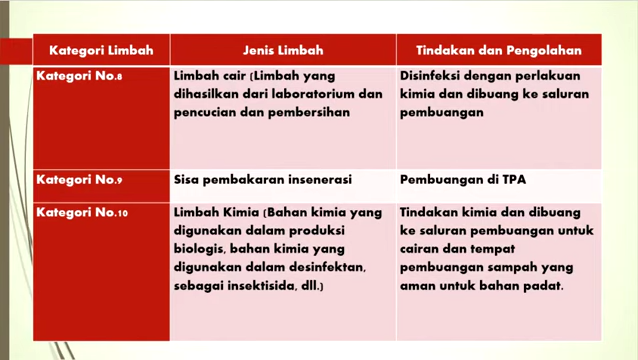 Kategori Limbah
Jenis Limbah
Tindakan dan Pengolahan
Kategori No.8
Limbah cair (Limbah yang
dihasilkan dari laboratorium dan
pencucian dan pembersihan
Disinfeksi dengan perlakuan
kimia dan dibuang ke saluran
pembuangan
Kategori No.9
Sisa pembakaran insenerasi
Pembuangan di TPA
Kategori No.10
Limbah Kimia (Bahan kimia yang
digunakan dalam produksi
biologis, bahan kimia yang
digunakan dalam desinfektan,
sebagai insektisida, dll.)
Tindakan kimia dan dibuang
ke saluran pembuangan untuk
cairan dan tempat
pembuangan sampah yang
aman untuk bahan padat.